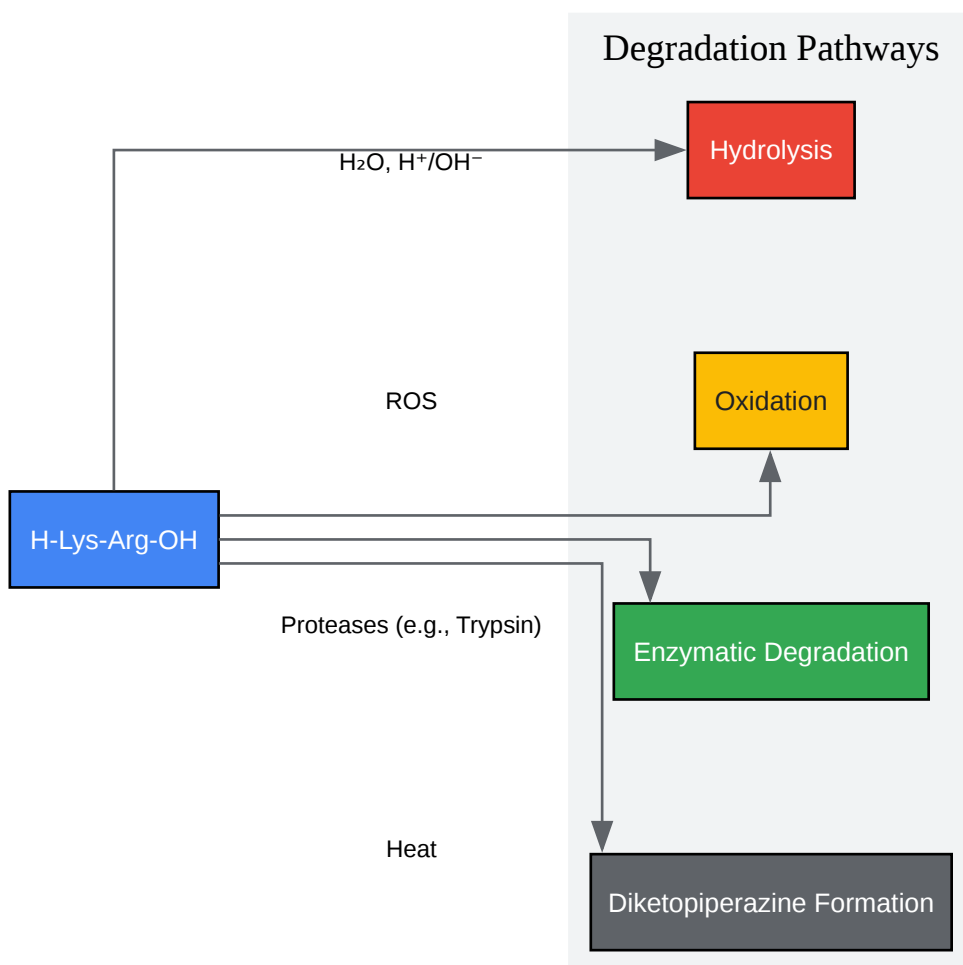 Degradation Pathways
Hydrolysis
H₂O, H⁺/OH⁻
ROS
Oxidation
H-Lys-Arg-OH
Proteases (e.g., Trypsin)
Enzymatic Degradation
Heat
Diketopiperazine Formation